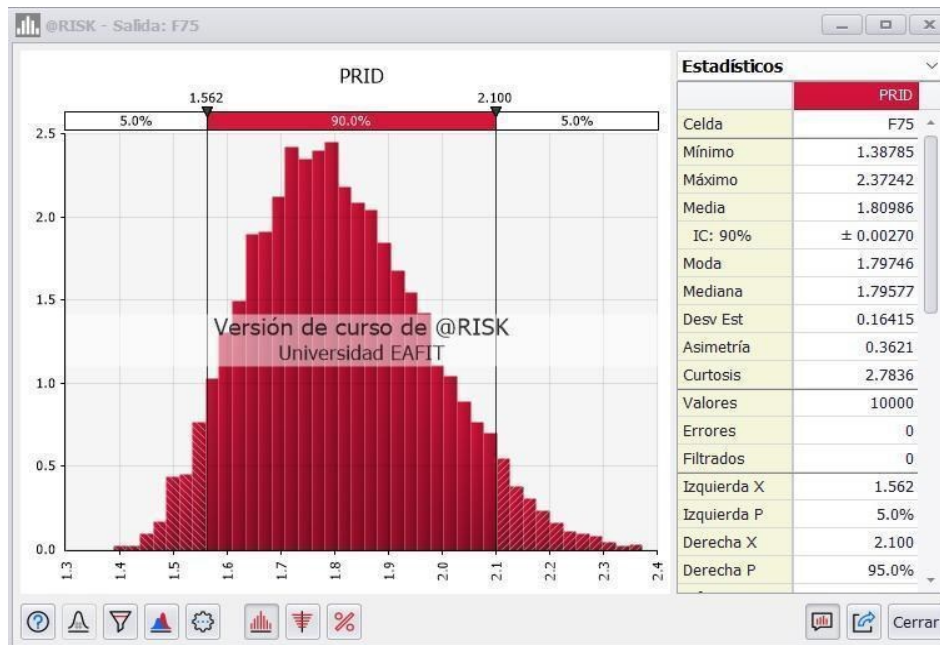 @RISK - Salida: F75
PRID
1.562 2.100
5.0% 90.0% 5.0%
2.5
2.0
1.5
1.0
0.5
0.0
1.3 1.4 1.5 1.6 1.7 1.8 1.9 2.0 2.1 2.2 2.3 2.4
Versión de curso de @RISK
Universidad EAFIT
Estadísticos
PRID
Celda F75
Mínimo 1.38785
Máximo 2.37242
Media 1.80986
IC: 90% ± 0.00270
Moda 1.79746
Mediana 1.79577
Desv Est 0.16415
Asimetría 0.3621
Curtosis 2.7836
Valores 10000
Errores 0
Filtrados 0
Izquierda X 1.562
Izquierda P 5.0%
Derecha X 2.100
Derecha P 95.0%
Cerrar